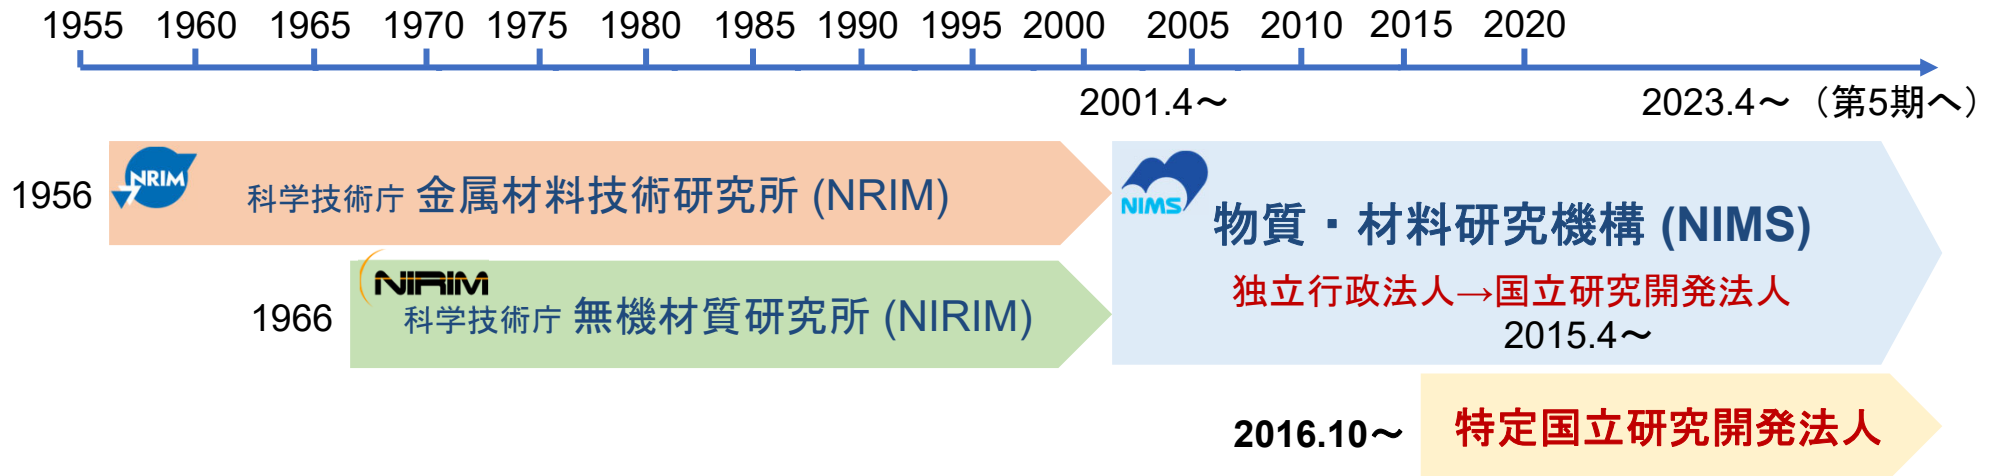 1955 1960 1965 1970 1975 1980 1985 1990 1995 2000 2005 2010 2015 2020
2001.4～
2023.4～（第5期へ）
NRIM
1956
科学技術庁 金属材料技術研究所 (NRIM)
NIRIM
1966
科学技術庁 無機材質研究所 (NIRIM)
NIMS
物質・材料研究機構 (NIMS)
独立行政法人→国立研究開発法人
2015.4～
2016.10～
特定国立研究開発法人